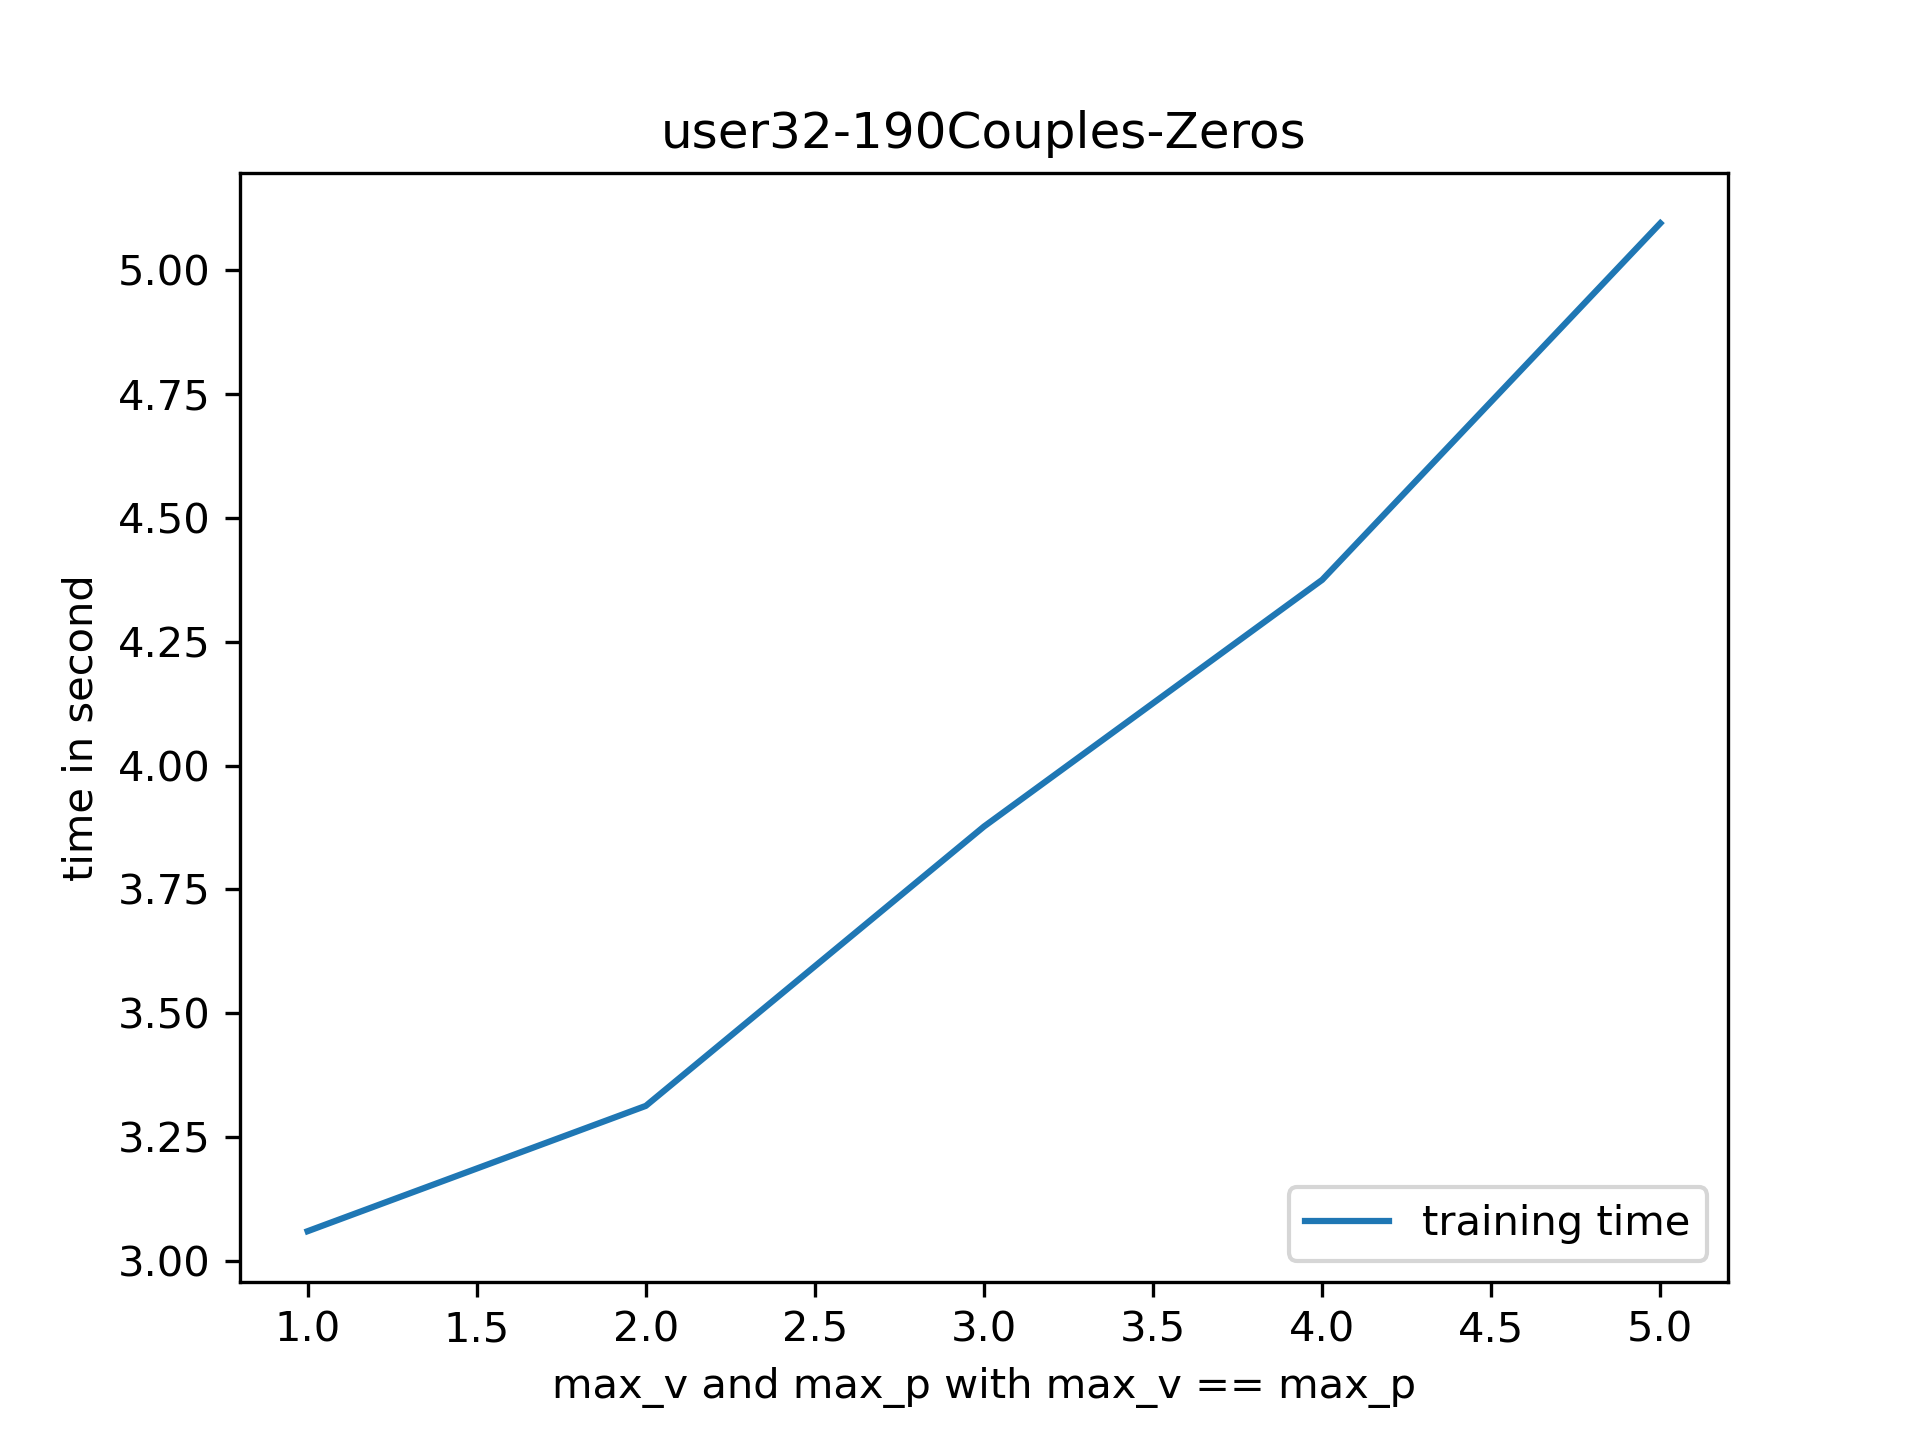 user32-190Couples-Zeros
5.00
4.75
4.50
4.25
4.00
3.75
3.50
3.25
3.00
time in second
training time
1.0 1.5 2.0 2.5 3.0 3.5 4.0 4.5 5.0
max_v and max_p with max_v == max_p